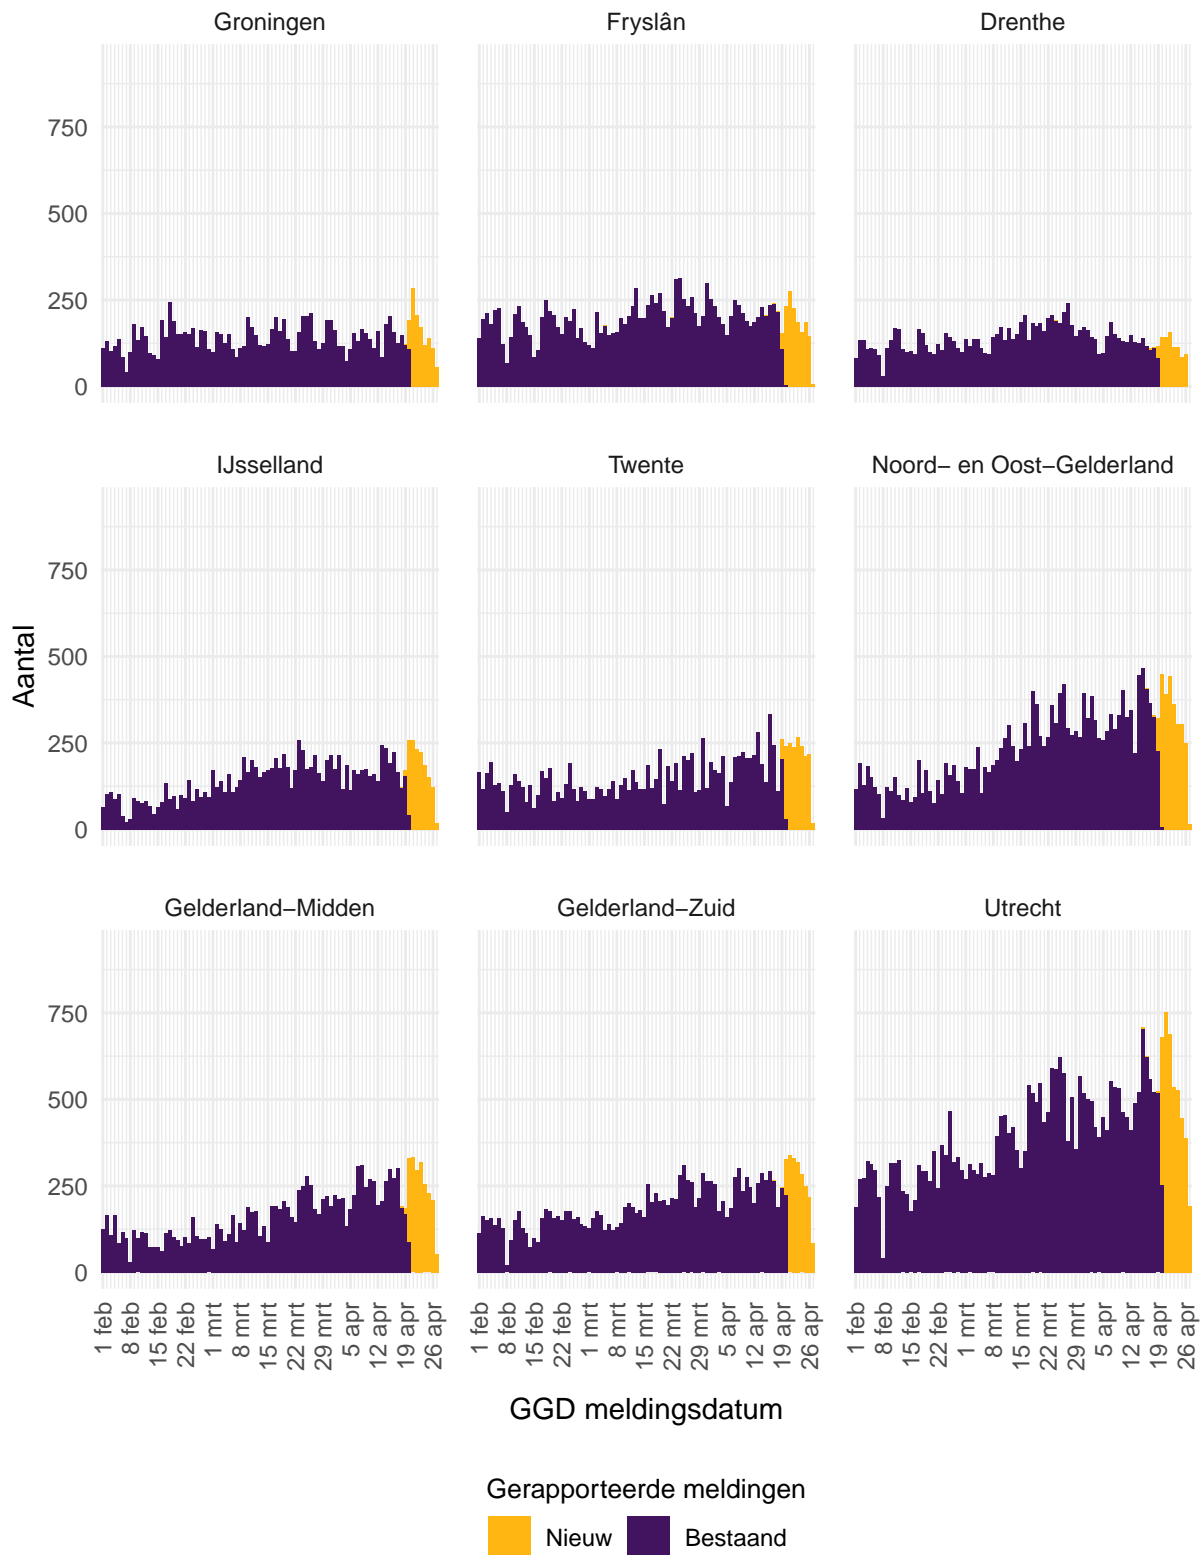 Groningen Fryslân Drenthe
750
500
250
0
IJsselland Twente Noord− en Oost−Gelderland
750
500
250
0
Aantal
Gelderland−Midden Gelderland−Zuid Utrecht
750
500
250
0
1 feb 8 feb 15 feb 22 feb 1 mrt 8 mrt 15 mrt 22 mrt 29 mrt 5 apr 12 apr 19 apr 26 apr
1 feb 8 feb 15 feb 22 feb 1 mrt 8 mrt 15 mrt 22 mrt 29 mrt 5 apr 12 apr 19 apr 26 apr
1 feb 8 feb 15 feb 22 feb 1 mrt 8 mrt 15 mrt 22 mrt 29 mrt 5 apr 12 apr 19 apr 26 apr
GGD meldingsdatum
Gerapporteerde meldingen
Nieuw Bestaand